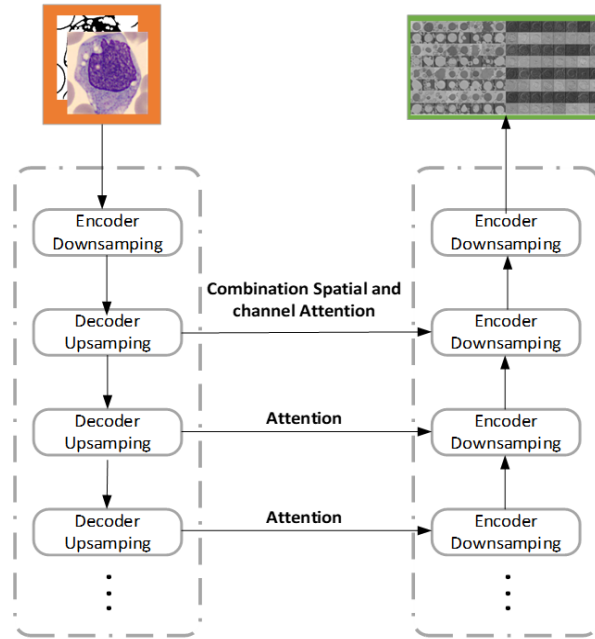 Encoder
Downsamping
Encoder
Downsamping
Combination Spatial and
channel Attention
Decoder
Upsamping
Encoder
Downsamping
Decoder
Upsamping
Attention
Encoder
Downsamping
Decoder
Upsamping
Attention
Encoder
Downsamping